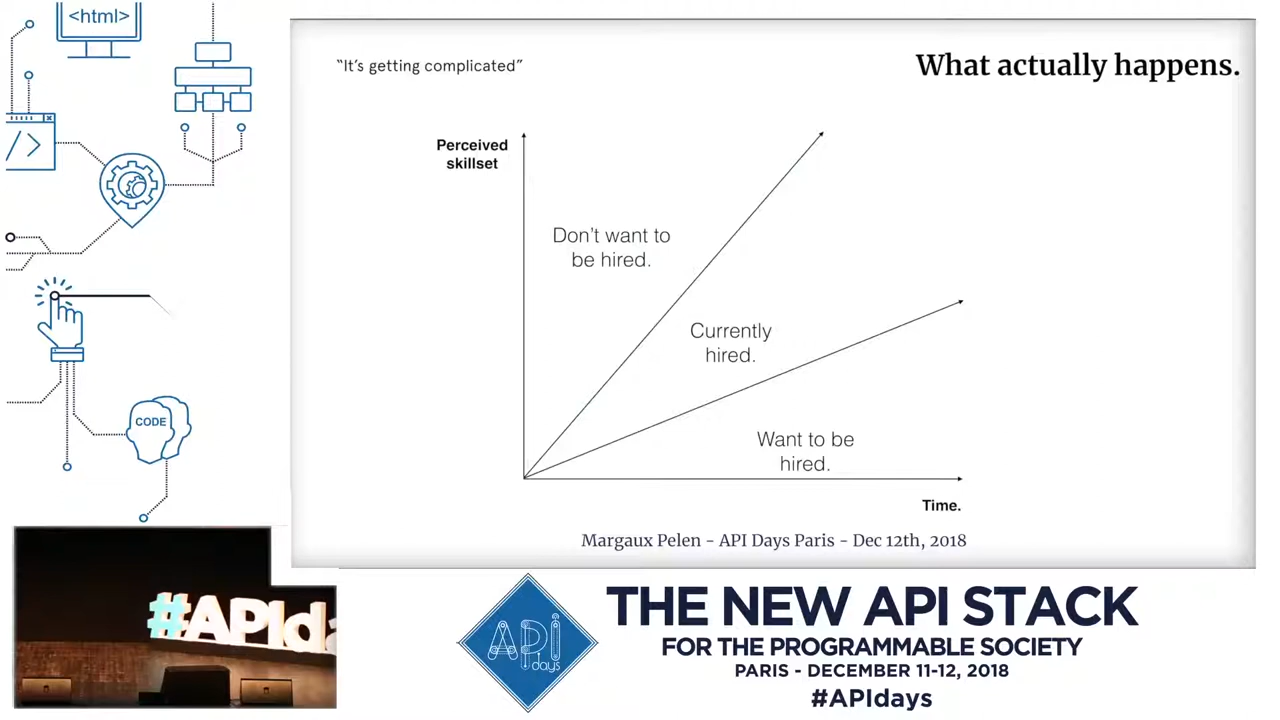 <html>
"It's getting complicated"
What actually happens.
Perceived
skillset
Don't want to
be hired.
Currently
hired.
Want to be
hired.
Time.
Margaux Pelen – API Days Paris – Dec 12th, 2018
/>
CODE
#APIda
API
days
THE NEW API STACK
FOR THE PROGRAMMABLE SOCIETY
PARIS - DECEMBER 11-12, 2018
#APIdays